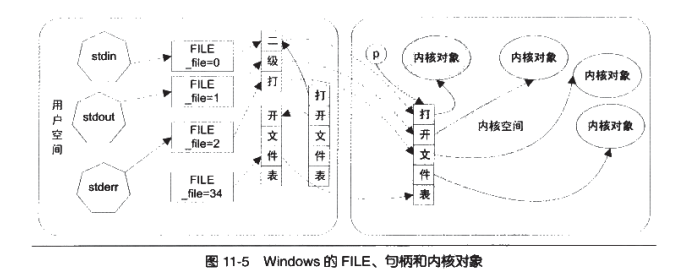 用户空间
stdin
stdout
stderr
FILE
_file=0
FILE
_file=1
FILE
_file=2
FILE
_file=34
二级打开文件表
打开文件表
p
打开文件表
内核对象
内核对象
内核对象
内核对象
内核空间
图 11-5 Windows 的 FILE、句柄和内核对象